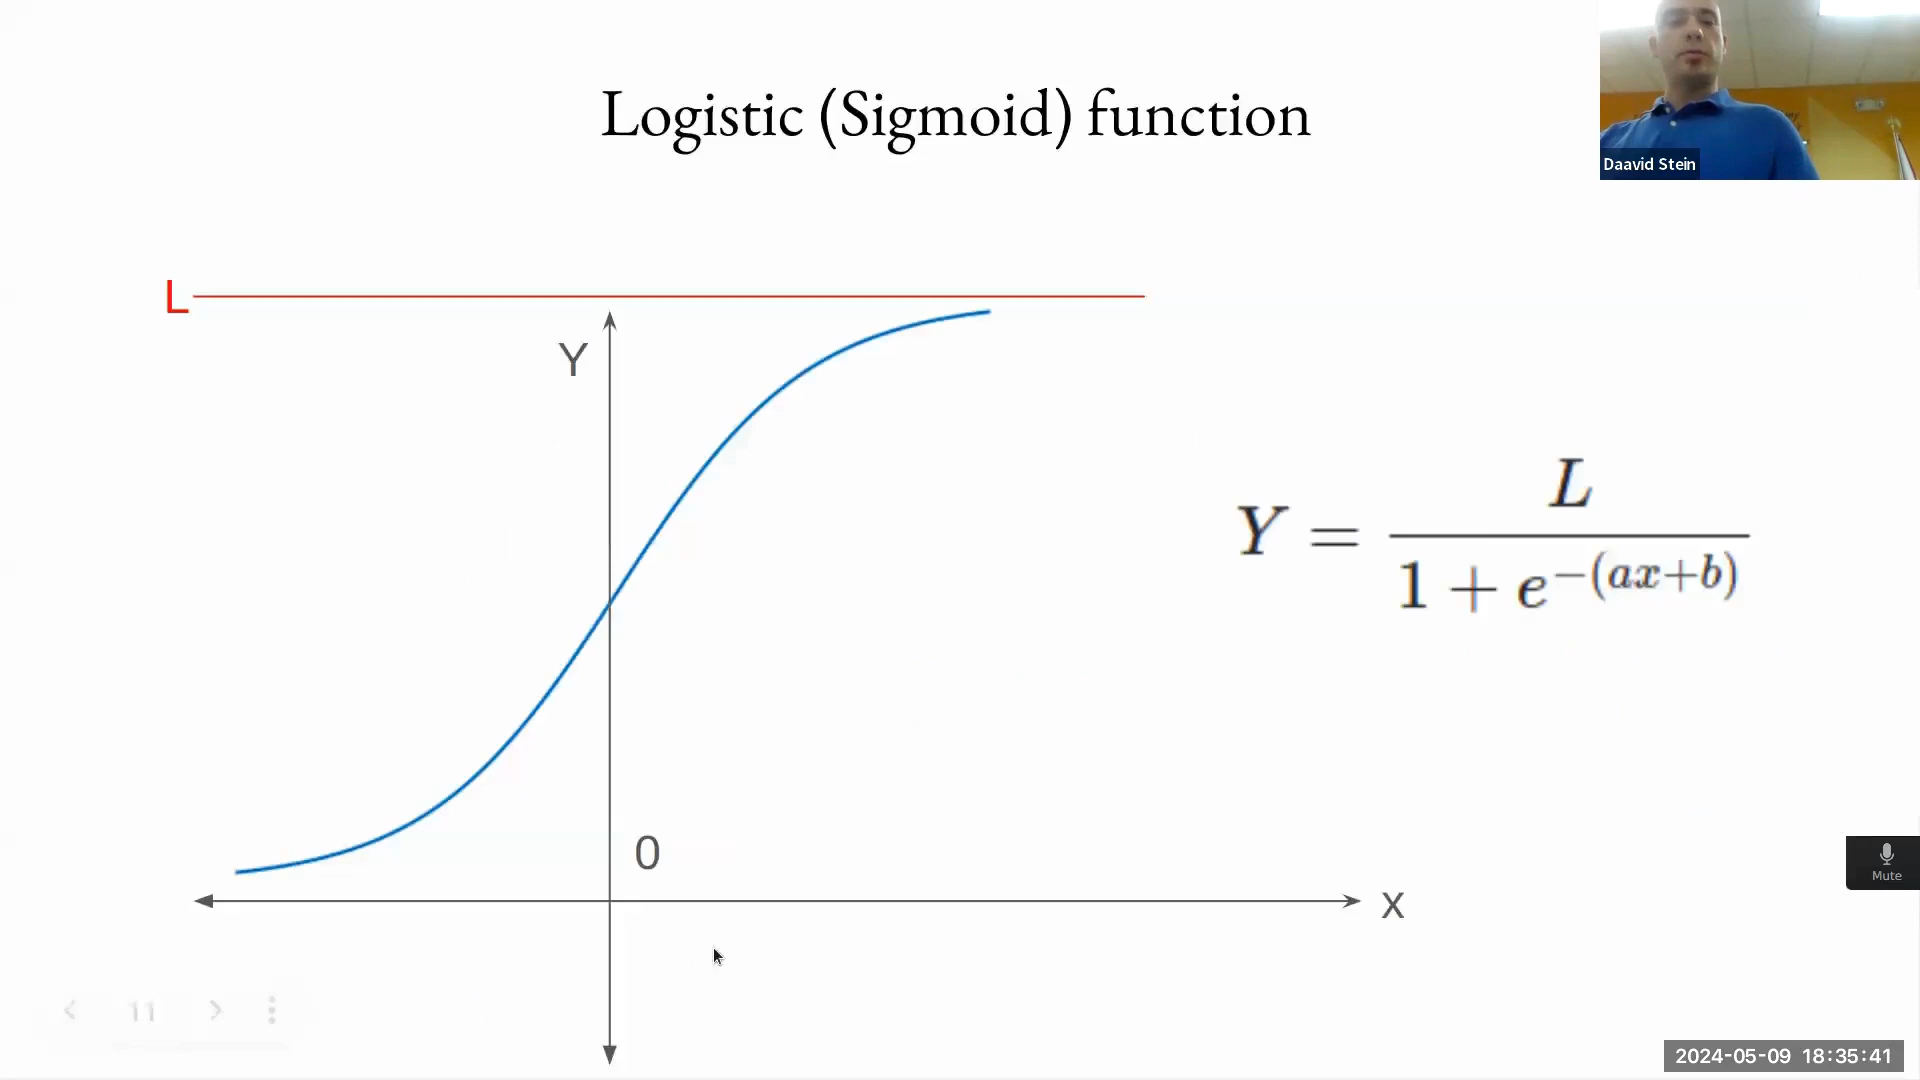 Logistic (Sigmoid) function
Daavid Stein
L
Y
Y = L / (1 + e^{-(ax+b)})
0
X
Mute
11
2024-05-09 18:35:41